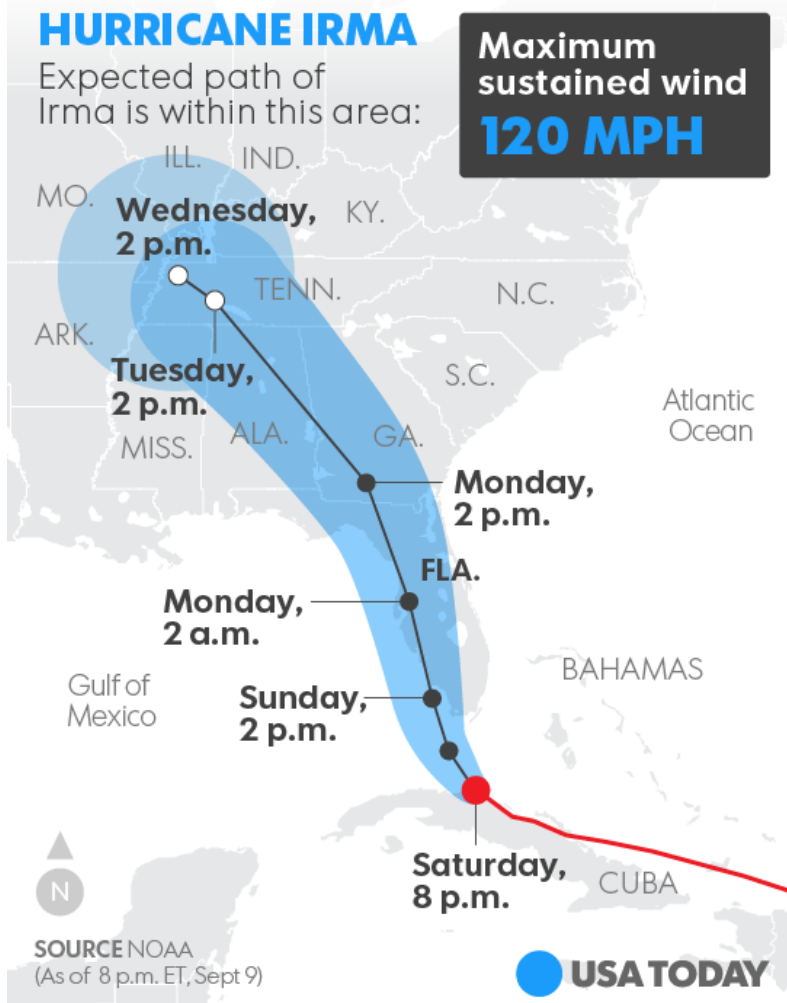 HURRICANE IRMA
Expected path of
Irma is within this area:
Maximum
sustained wind
120 MPH
ILL.
IND.
MO.
KY.
Wednesday,
2 p.m.
TENN.
N.C.
ARK.
Tuesday,
2 p.m.
S.C.
Atlantic
Ocean
MISS.
ALA.
GA.
Monday,
2 p.m.
FLA.
Monday,
2 a.m.
BAHAMAS
Gulf of
Mexico
Sunday,
2 p.m.
Saturday,
8 p.m.
CUBA
N
SOURCE NOAA
(As of 8 p.m. ET, Sept 9)
USA TODAY